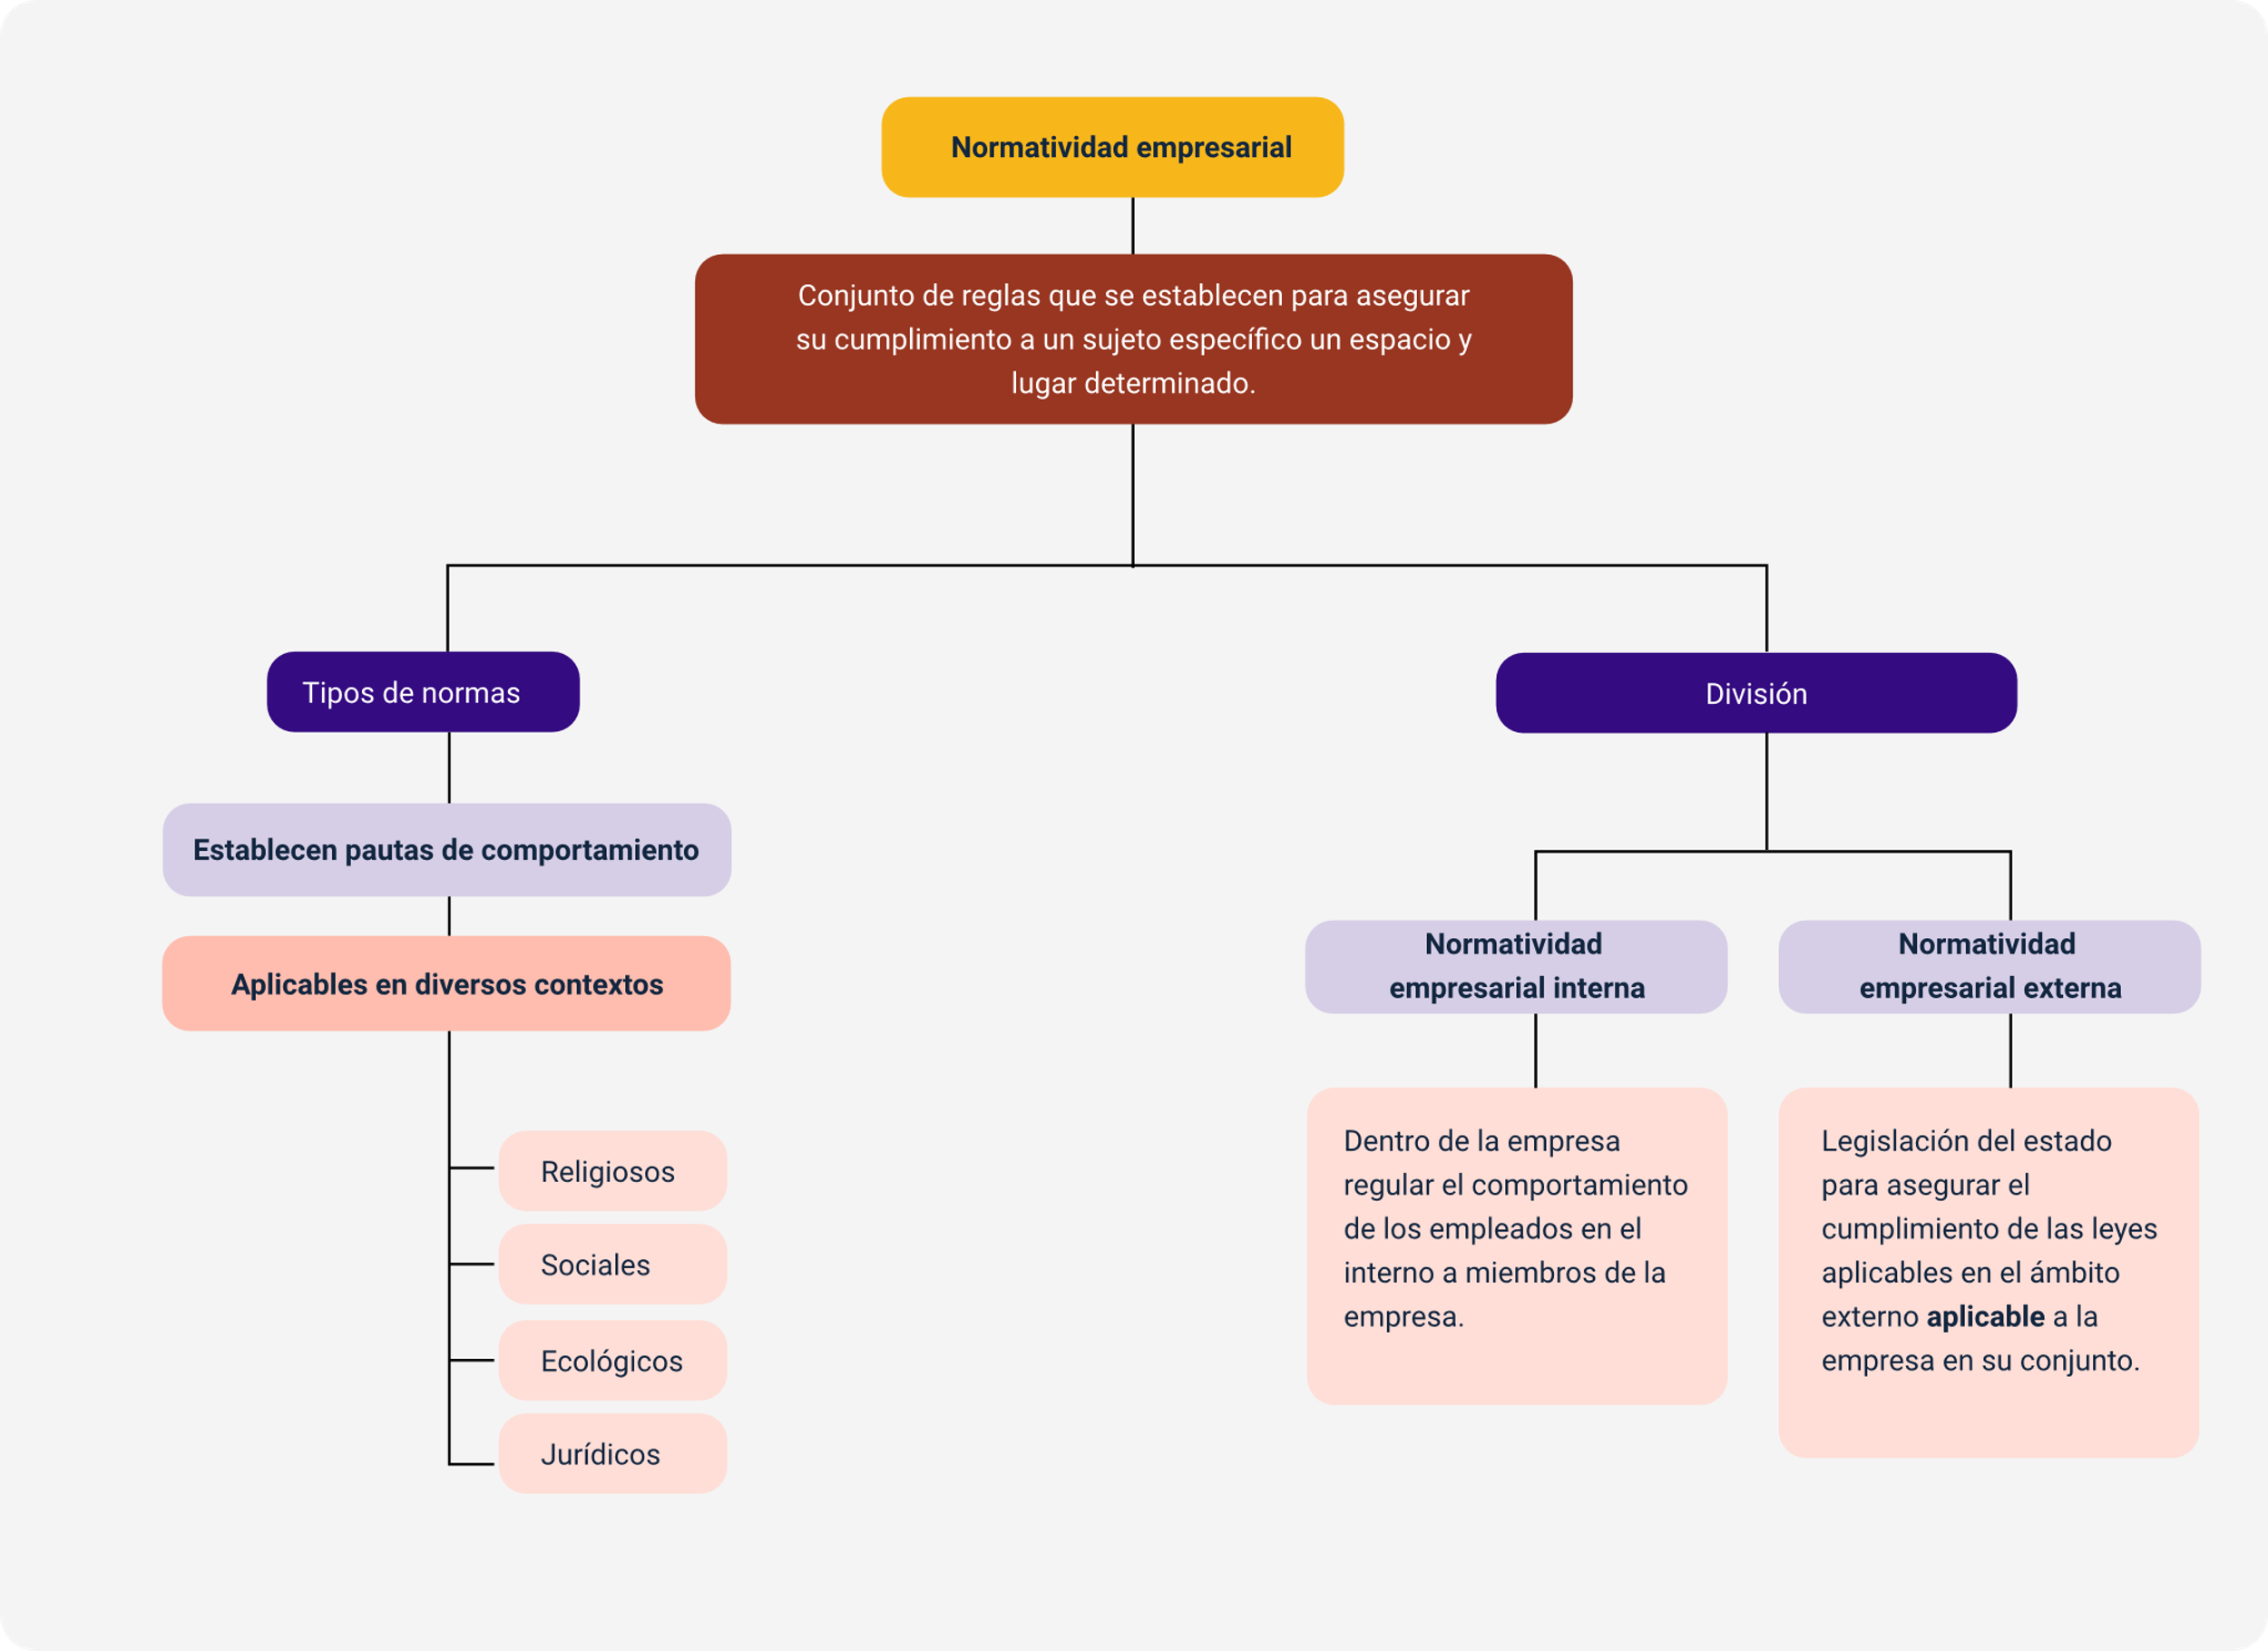 Normatividad empresarial
Conjunto de reglas que se establecen para asegurar
su cumplimiento a un sujeto específico un espacio y
lugar determinado.
Tipos de normas
Establecen pautas de comportamiento
Aplicables en diversos contextos
Religiosos
Sociales
Ecológicos
Jurídicos
División
Normatividad
empresarial interna
Dentro de la empresa
regular el comportamiento
de los empleados en el
interno a miembros de la
empresa.
Normatividad
empresarial externa
Legislación del estado
para asegurar el
cumplimiento de las leyes
aplicables en el ámbito
externo aplicable a la
empresa en su conjunto.